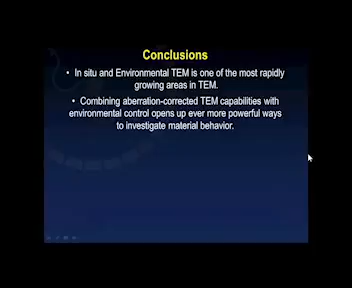 Conclusions
• In situ and Environmental TEM is one of the most rapidly
growing areas in TEM.
• Combining aberration-corrected TEM capabilities with
environmental control opens up ever more powerful ways
to investigate material behavior.